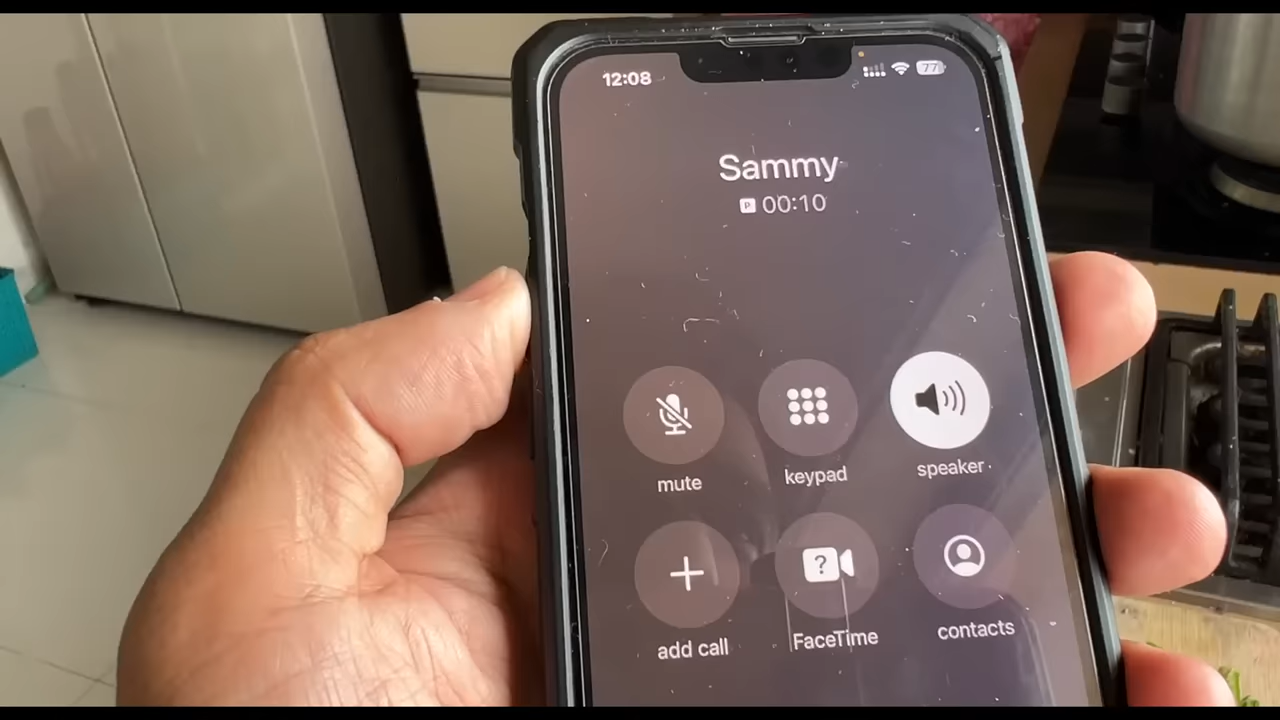 12:08
77
Sammy
P 00:10
mute
keypad
speaker
?
add call
FaceTime
contacts